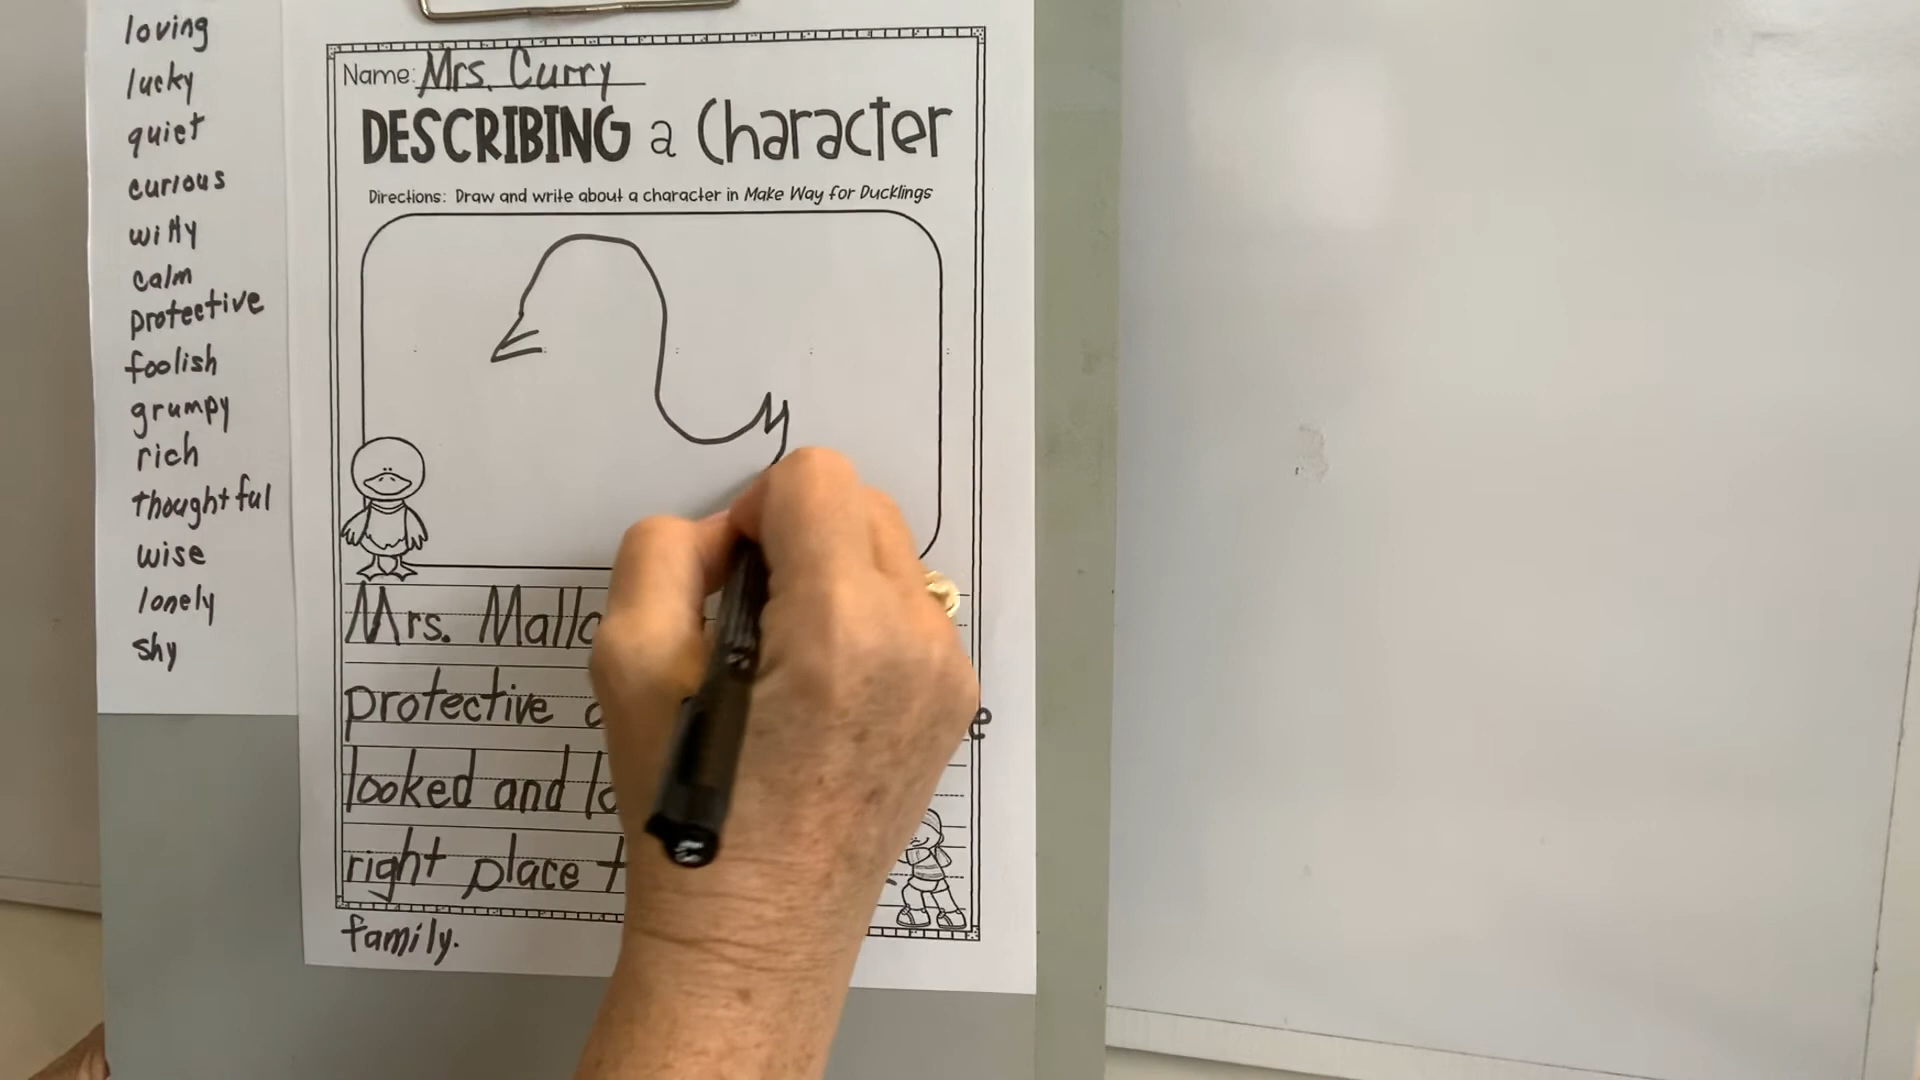 loving
lucky
quiet
curious
witty
calm
protective
foolish
grumpy
rich
thoughtful
wise
lonely
shy
Name: Mrs. Curry
DESCRIBING a Character
Directions: Draw and write about a character in Make Way for Ducklings
Mrs.
protective
looked and
right place
family.